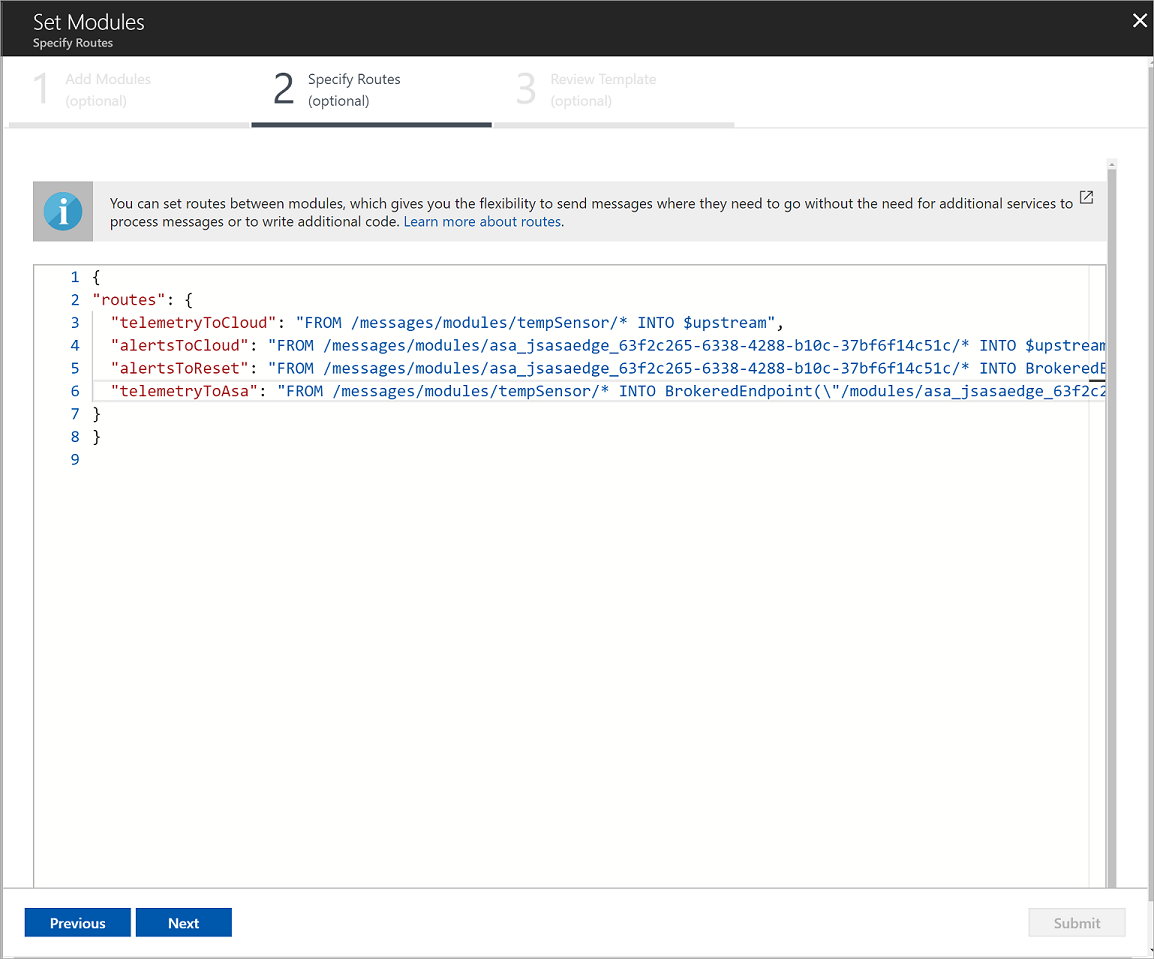 Set Modules
Specify Routes
1 Add Modules
(optional)
2 Specify Routes
(optional)
3 Review Template
(optional)
You can set routes between modules, which gives you the flexibility to send messages where they need to go without the need for additional services to
process messages or to write additional code. Learn more about routes.
1 {
2 "routes": {
3 "telemetryToCloud": "FROM /messages/modules/tempSensor/* INTO $upstream",
4 "alertsToCloud": "FROM /messages/modules/asa_jsasaedge_63f2c265-6338-4288-b10c-37bf6f14c51c/* INTO $upstream
5 "alertsToReset": "FROM /messages/modules/asa_jsasaedge_63f2c265-6338-4288-b10c-37bf6f14c51c/* INTO BrokeredE
6 "telemetryToAsa": "FROM /messages/modules/tempSensor/* INTO BrokeredEndpoint(\"/modules/asa_jsasaedge_63f2c2
7 }
8 }
9
Previous
Next
Submit